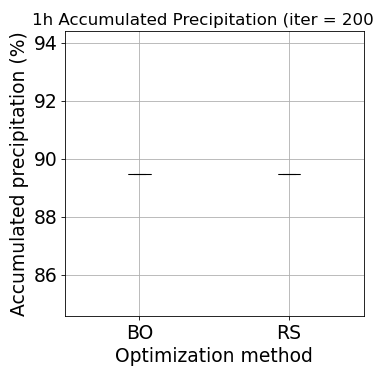 1h Accumulated Precipitation (iter = 200
94
92
90
88
86
Accumulated precipitation (%)
BO RS
Optimization method